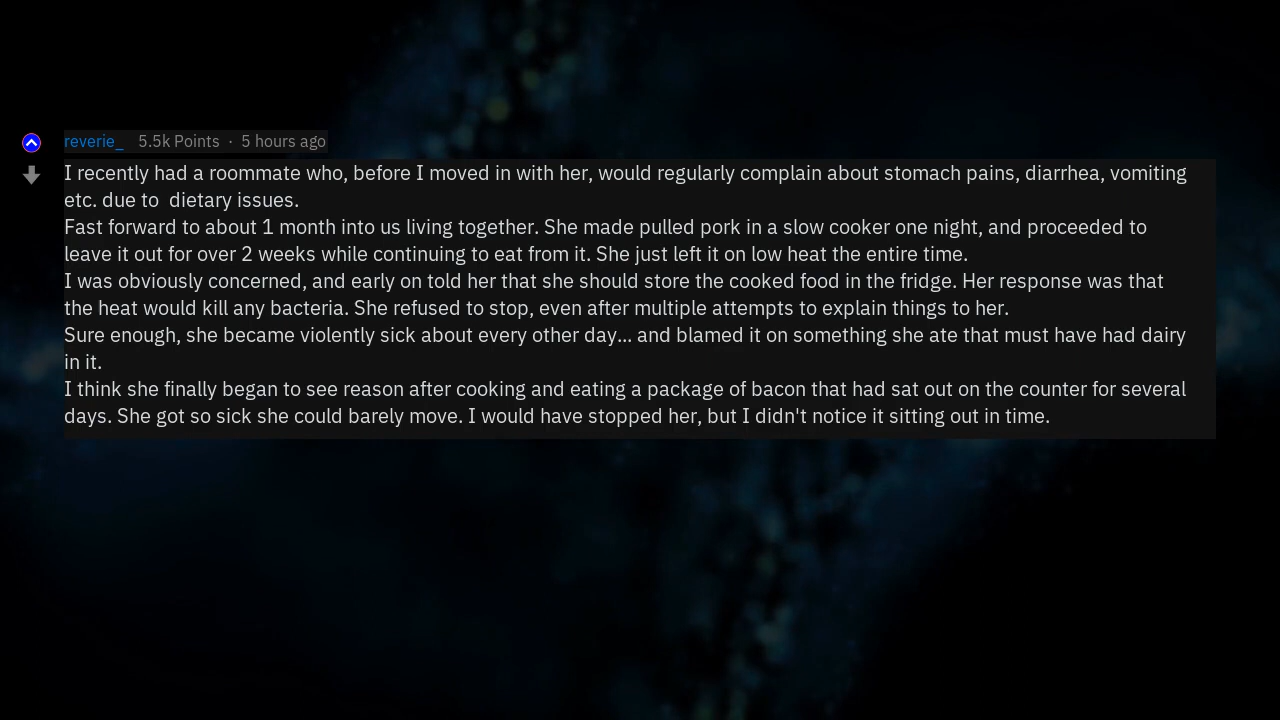 reverie_ 5.5k Points · 5 hours ago
I recently had a roommate who, before I moved in with her, would regularly complain about stomach pains, diarrhea, vomiting
etc. due to  dietary issues.
Fast forward to about 1 month into us living together. She made pulled pork in a slow cooker one night, and proceeded to
leave it out for over 2 weeks while continuing to eat from it. She just left it on low heat the entire time.
I was obviously concerned, and early on told her that she should store the cooked food in the fridge. Her response was that
the heat would kill any bacteria. She refused to stop, even after multiple attempts to explain things to her.
Sure enough, she became violently sick about every other day... and blamed it on something she ate that must have had dairy
in it.
I think she finally began to see reason after cooking and eating a package of bacon that had sat out on the counter for several
days. She got so sick she could barely move. I would have stopped her, but I didn't notice it sitting out in time.